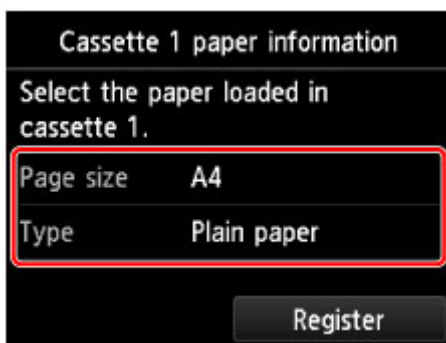 Cassette 1 paper information
Select the paper loaded in
cassette 1.
Page size A4
Type Plain paper
Register